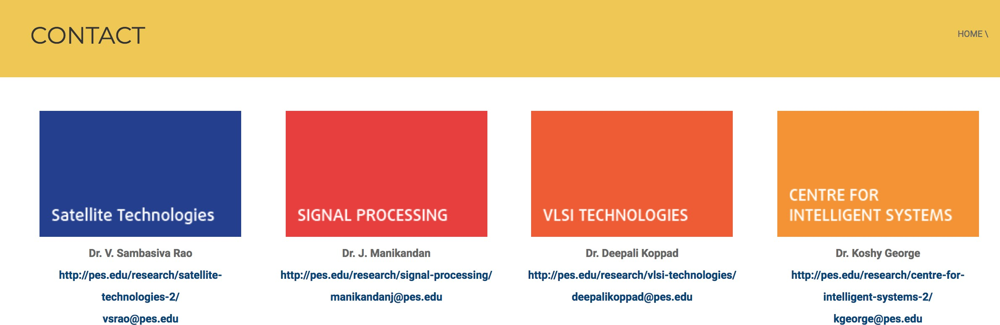 CONTACT
HOME \
Satellite Technologies
Dr. V. Sambasiva Rao
http://pes.edu/research/satellite-
technologies-2/
vsrao@pes.edu
SIGNAL PROCESSING
Dr. J. Manikandan
http://pes.edu/research/signal-processing/
manikandanj@pes.edu
VLSI TECHNOLOGIES
Dr. Deepali Koppad
http://pes.edu/research/vlsi-technologies/
deepalikoppad@pes.edu
CENTRE FOR
INTELLIGENT SYSTEMS
Dr. Koshy George
http://pes.edu/research/centre-for-
intelligent-systems-2/
kgeorge@pes.edu